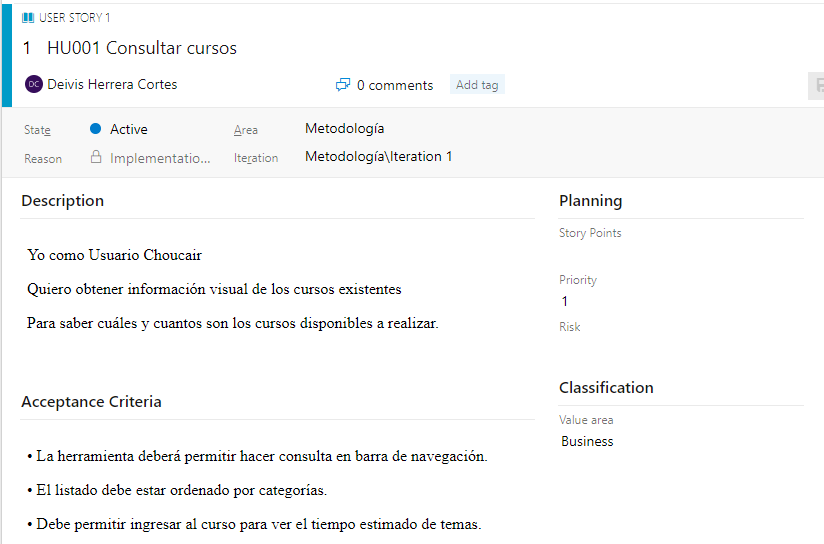 USER STORY 1
1 HU001 Consultar cursos
DC Deivis Herrera Cortes 0 comments Add tag
State Active Area Metodología
Reason Implementatio... Iteration Metodología\Iteration 1
Description
Yo como Usuario Choucair
Quiero obtener información visual de los cursos existentes
Para saber cuáles y cuantos son los cursos disponibles a realizar.
Acceptance Criteria
• La herramienta deberá permitir hacer consulta en barra de navegación.
• El listado debe estar ordenado por categorías.
• Debe permitir ingresar al curso para ver el tiempo estimado de temas.
Planning
Story Points
Priority
1
Risk
Classification
Value area
Business